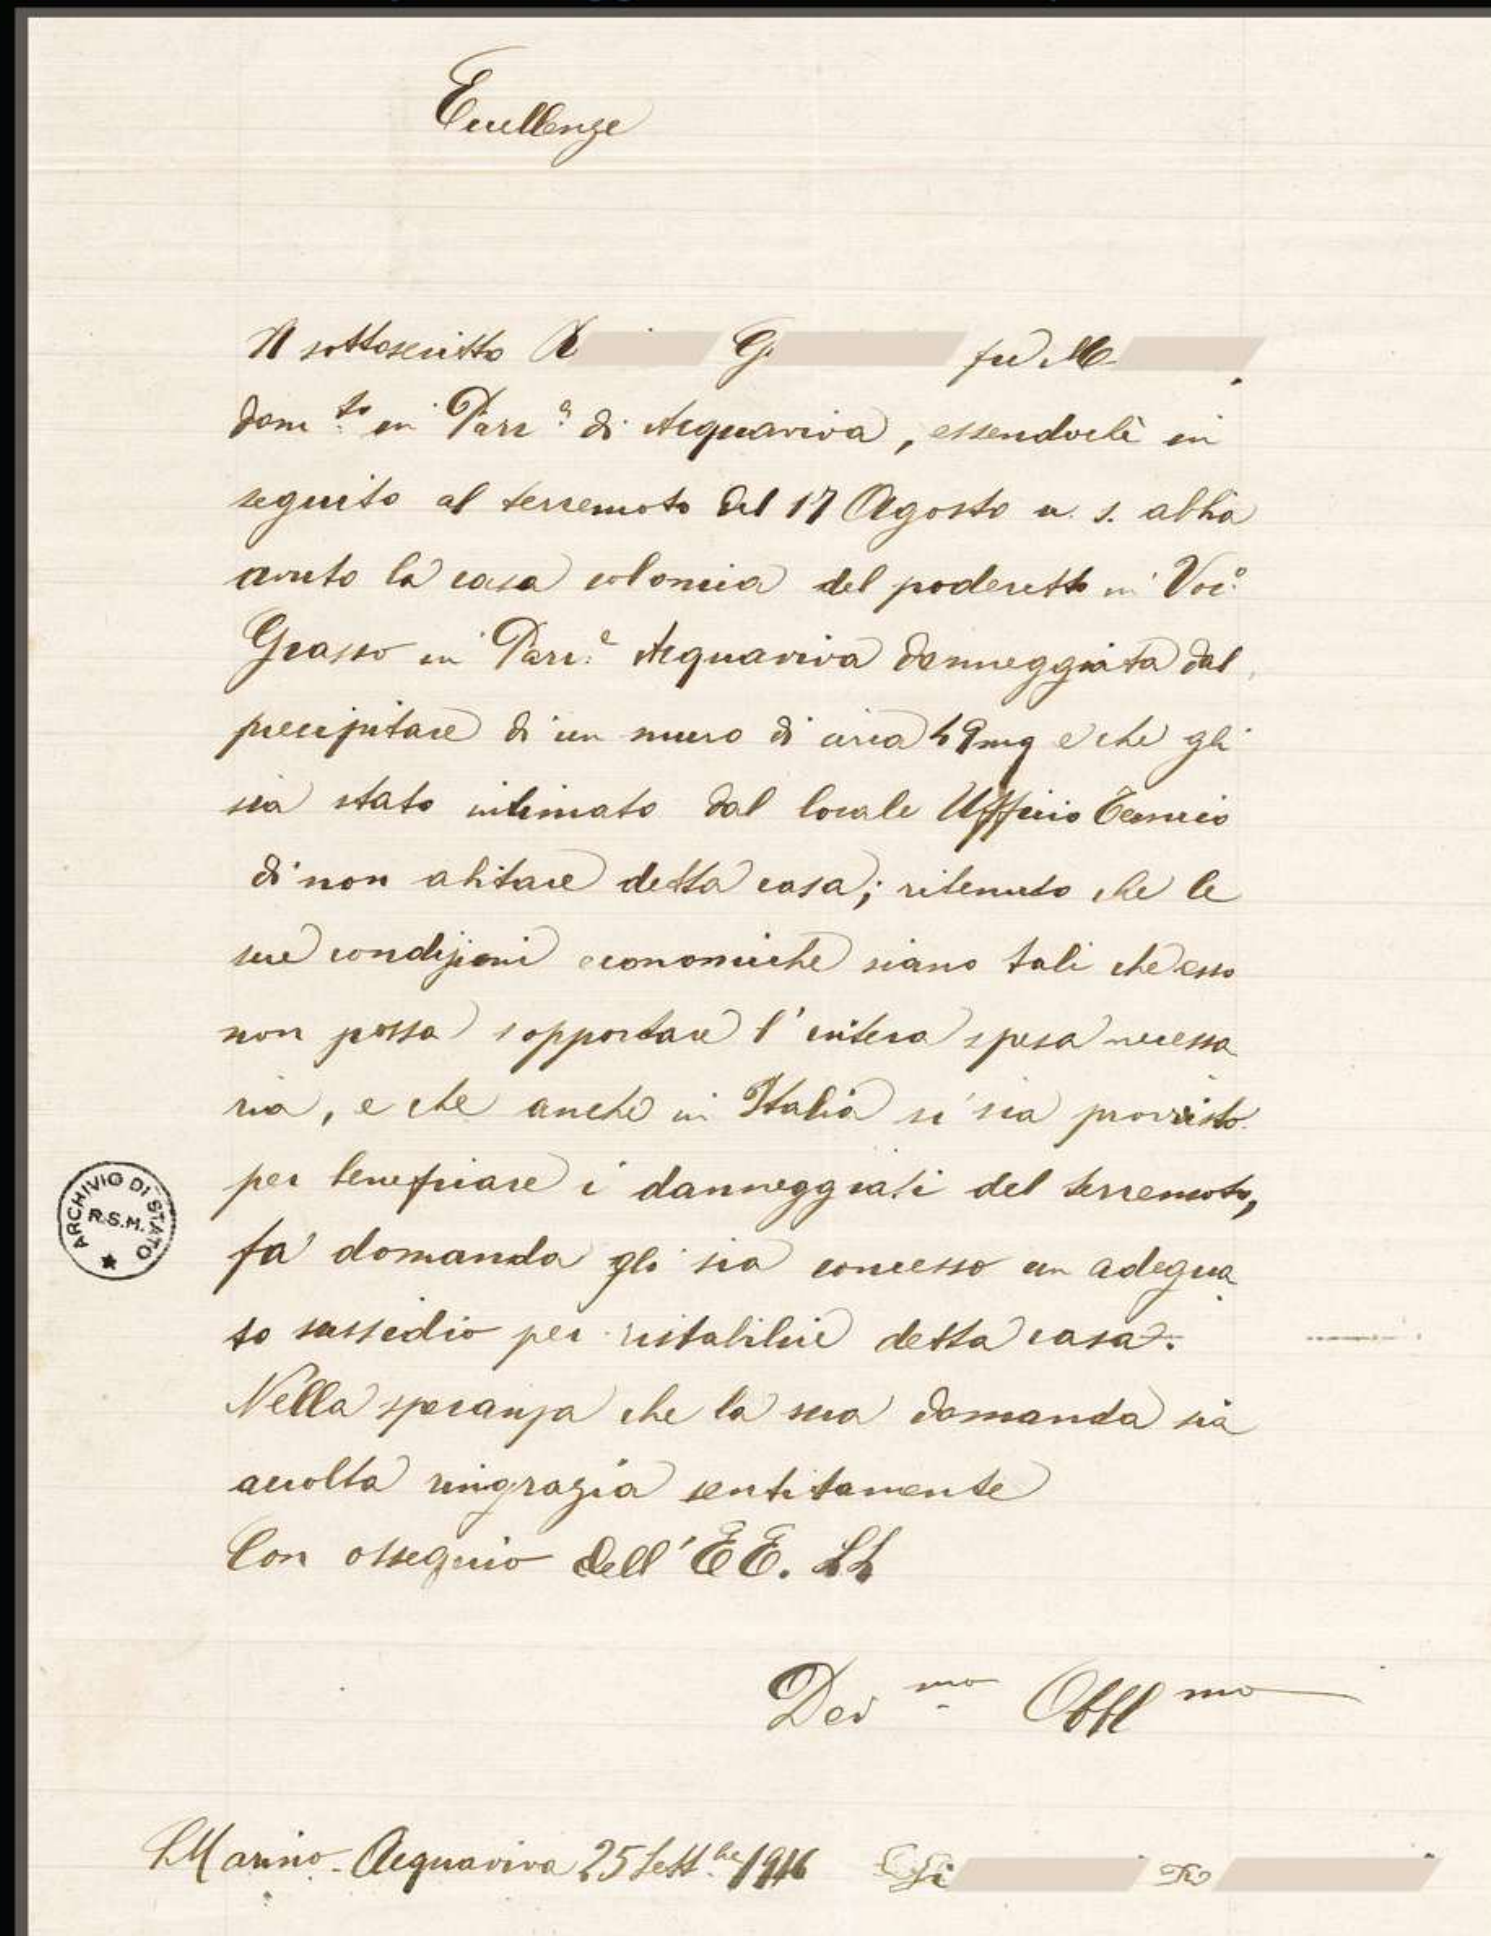 Eccellenze
Il sottoscritto R G fu M
dom.to in Parr.a di Acquaviva, essendochè in
seguito al terremoto del 17 Agosto u. s. abbia
avuto la casa colonica del poderetto in Voc.o
Grasso in Parr.a Acquaviva danneggiata dal
precipitare di un muro di circa 49mq e che gli
sia stato intimato dal locale Ufficio Tecnico
di non abitare detta casa; ritenuto che le
sue condizioni economiche siano tali che esso
non possa sopportare l'intera spesa necessa
ria, e che anche in Italia si sia provvisto
per beneficiare i danneggiati del terremoto,
fa' domanda gli sia concesso un adegua
to sussidio per ristabilire detta casa.
Nella speranza che la sua domanda sia
accolta ringrazia sentitamente
Con ossequio dell'EE. LL
Dev mo Obbl mo
S Marino - Acquaviva 25 Sett.be 1916
ARCHIVIO DI STATO
R.S.M.